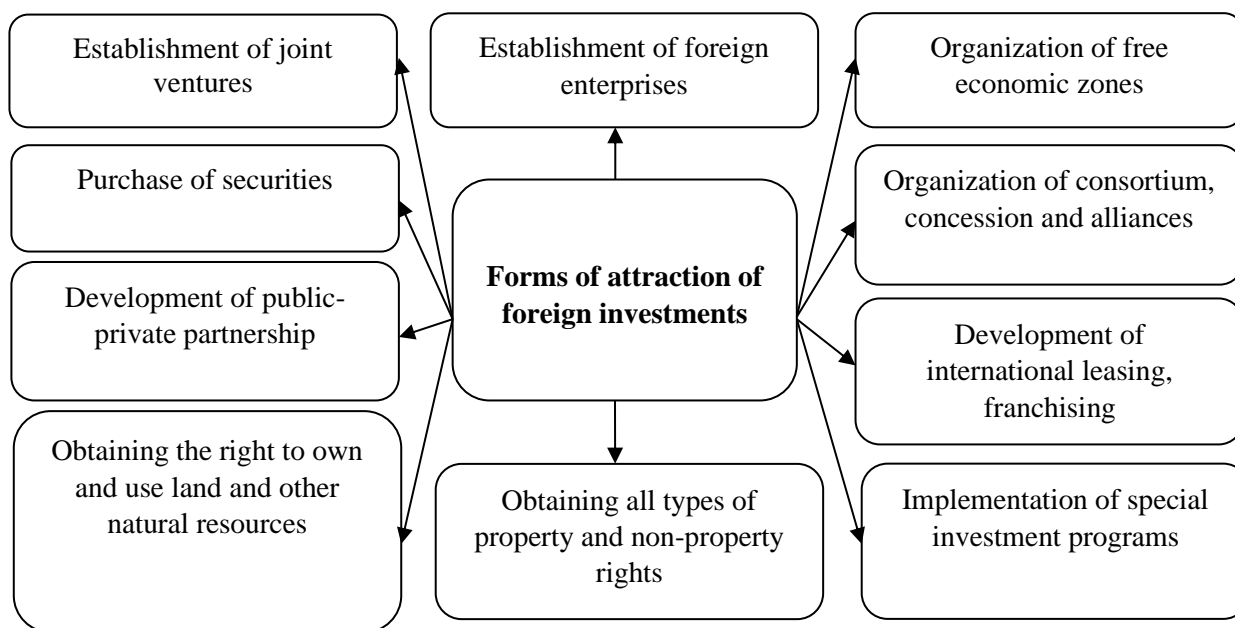 Establishment of joint
ventures
Purchase of securities
Development of public-
private partnership
Obtaining the right to own
and use land and other
natural resources
Establishment of foreign
enterprises
Forms of attraction of
foreign investments
Obtaining all types of
property and non-property
rights
Organization of free
economic zones
Organization of consortium,
concession and alliances
Development of
international leasing,
franchising
Implementation of special
investment programs